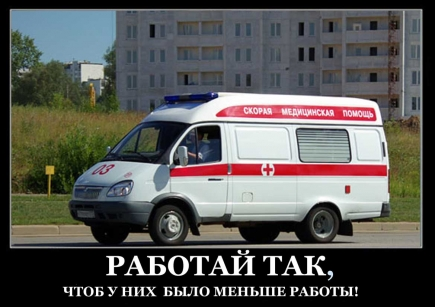 СКОРАЯ МЕДИЦИНСКАЯ ПОМОЩЬ
03
РАБОТАЙ ТАК,
ЧТОБ У НИХ БЫЛО МЕНЬШЕ РАБОТЫ!